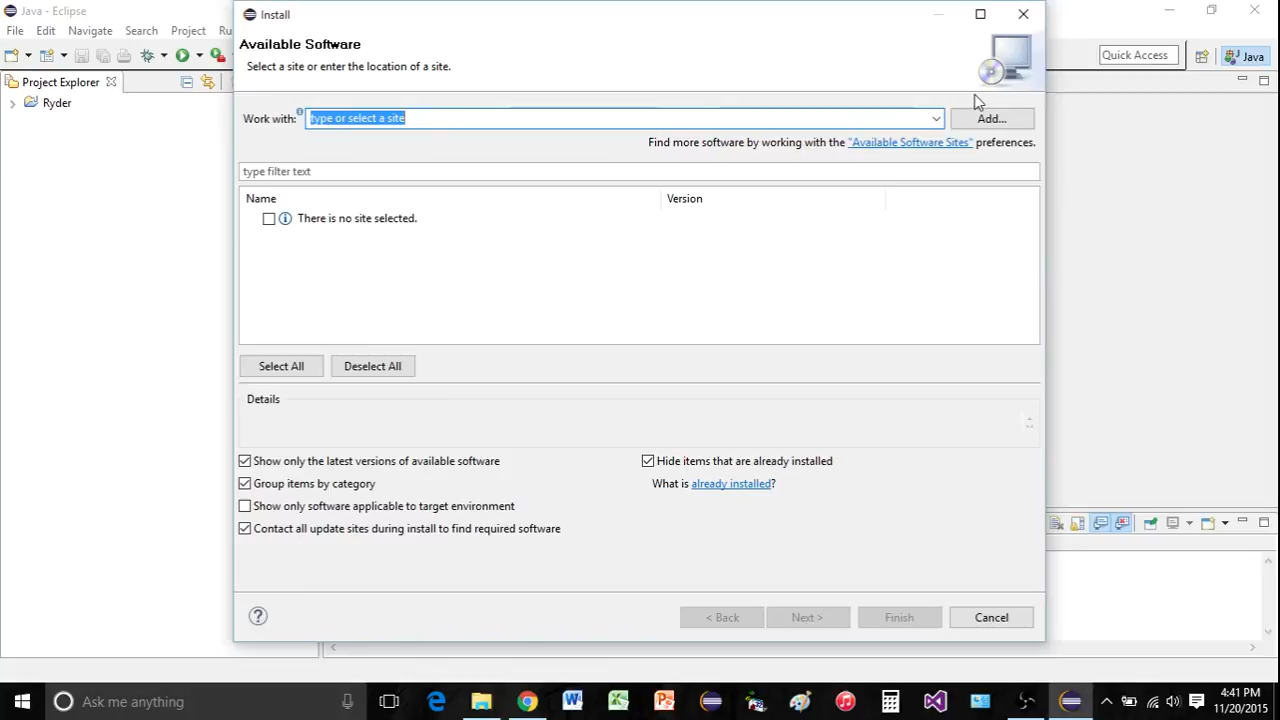 Java - Eclipse
Install
File Edit Navigate Search Project Ru
Available Software
Select a site or enter the location of a site.
Quick Access
Java
Project Explorer
Ryder
Work with: type or select a site
Add...
Find more software by working with the "Available Software Sites" preferences.
type filter text
Name Version
There is no site selected.
Select All Deselect All
Details
Show only the latest versions of available software
Hide items that are already installed
Group items by category
What is already installed?
Show only software applicable to target environment
Contact all update sites during install to find required software
< Back Next > Finish Cancel
Ask me anything
4:41 PM
11/20/2015